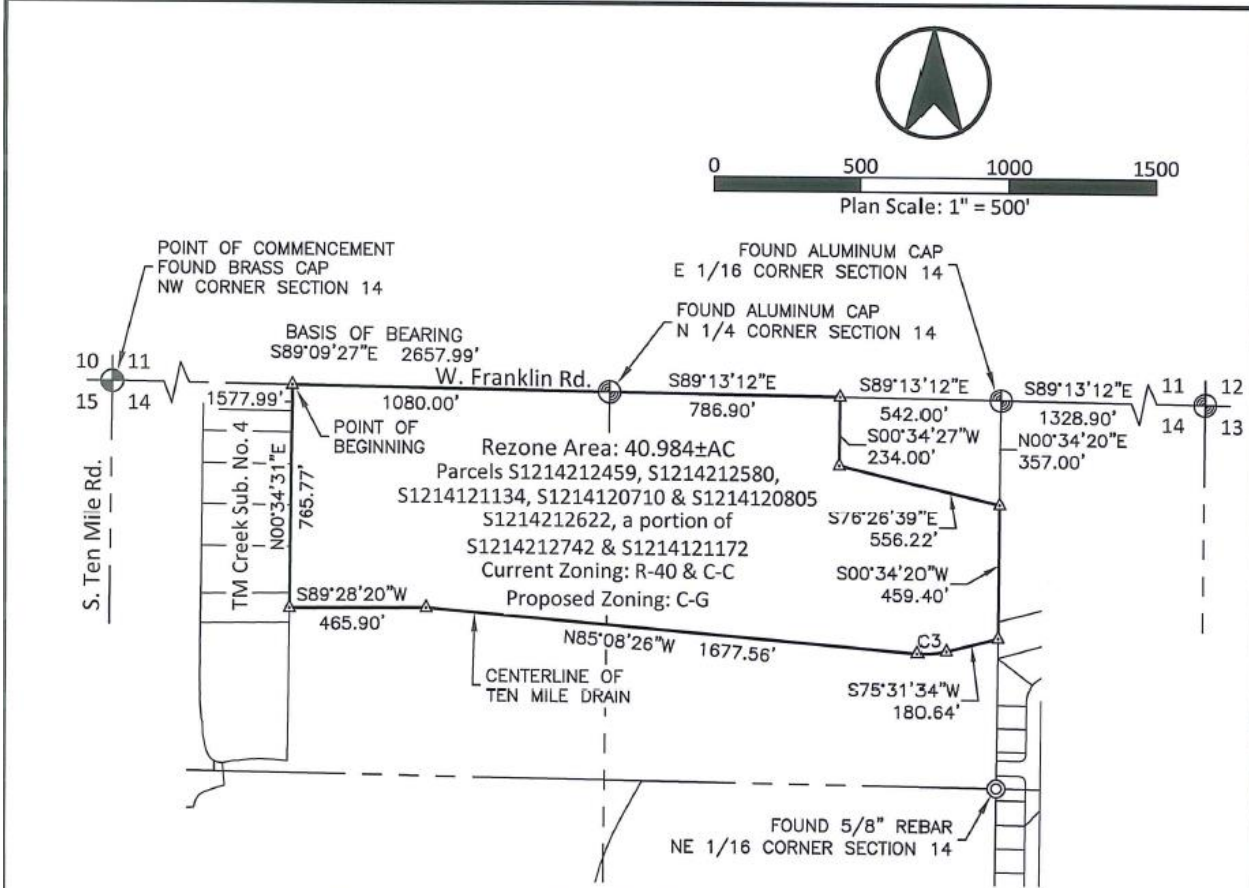 0 500 1000 1500
Plan Scale: 1" = 500'
POINT OF COMMENCEMENT
FOUND BRASS CAP
NW CORNER SECTION 14
FOUND ALUMINUM CAP
E 1/16 CORNER SECTION 14
FOUND ALUMINUM CAP
N 1/4 CORNER SECTION 14
BASIS OF BEARING
S89°09'27"E 2657.99'
10 11
15 14
W. Franklin Rd.
1577.99'
1080.00'
POINT OF
BEGINNING
S89°13'12"E
786.90'
S89°13'12"E
542.00'
S89°13'12"E
1328.90'
11 12
14 13
S00°34'27"W
234.00'
N00°34'20"E
357.00'
S. Ten Mile Rd.
TM Creek Sub. No. 4
N00°34'31"E
765.77'
Rezone Area: 40.984±AC
Parcels S1214212459, S1214212580,
S1214121134, S1214120710 & S1214120805
S1214212622, a portion of
S1214212742 & S1214121172
Current Zoning: R-40 & C-C
Proposed Zoning: C-G
S76°26'39"E
556.22'
S00°34'20"W
459.40'
S89°28'20"W
465.90'
N85°08'26"W 1677.56'
C3
CENTERLINE OF
TEN MILE DRAIN
S75°31'34"W
180.64'
FOUND 5/8" REBAR
NE 1/16 CORNER SECTION 14